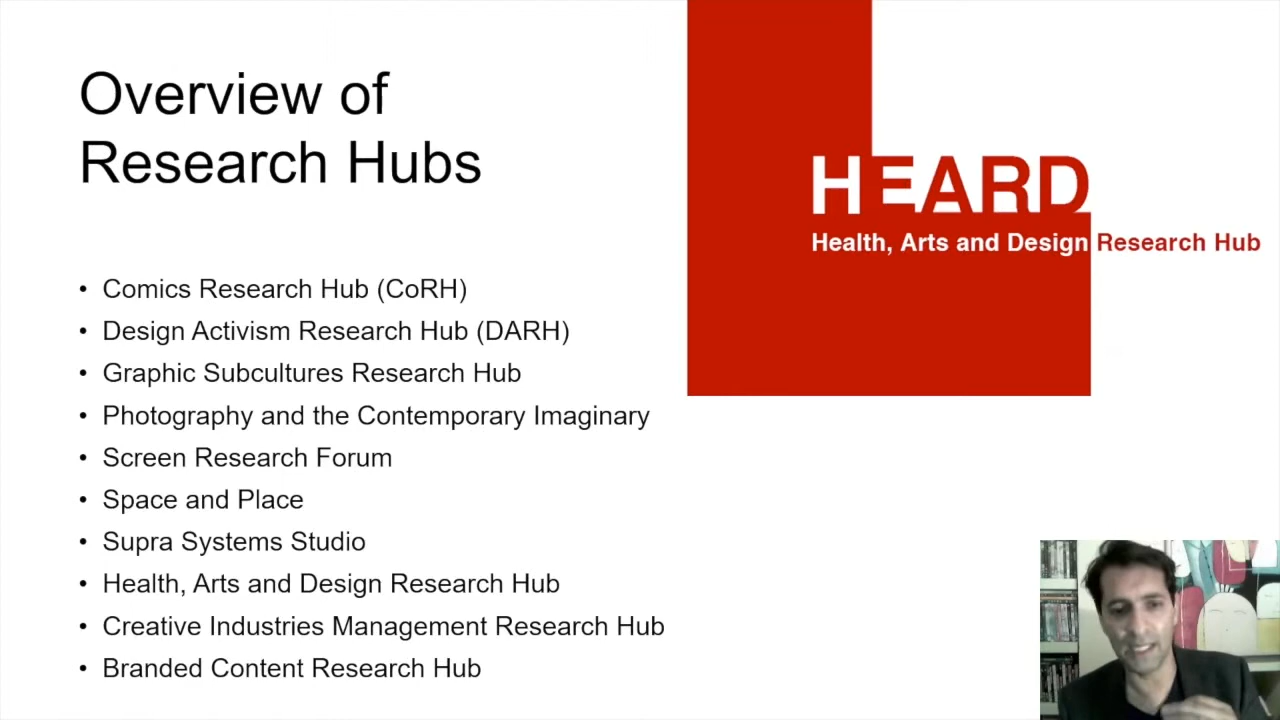 Overview of
Research Hubs
• Comics Research Hub (CoRH)
• Design Activism Research Hub (DARH)
• Graphic Subcultures Research Hub
• Photography and the Contemporary Imaginary
• Screen Research Forum
• Space and Place
• Supra Systems Studio
• Health, Arts and Design Research Hub
• Creative Industries Management Research Hub
• Branded Content Research Hub
HEARD
Health, Arts and Design Research Hub